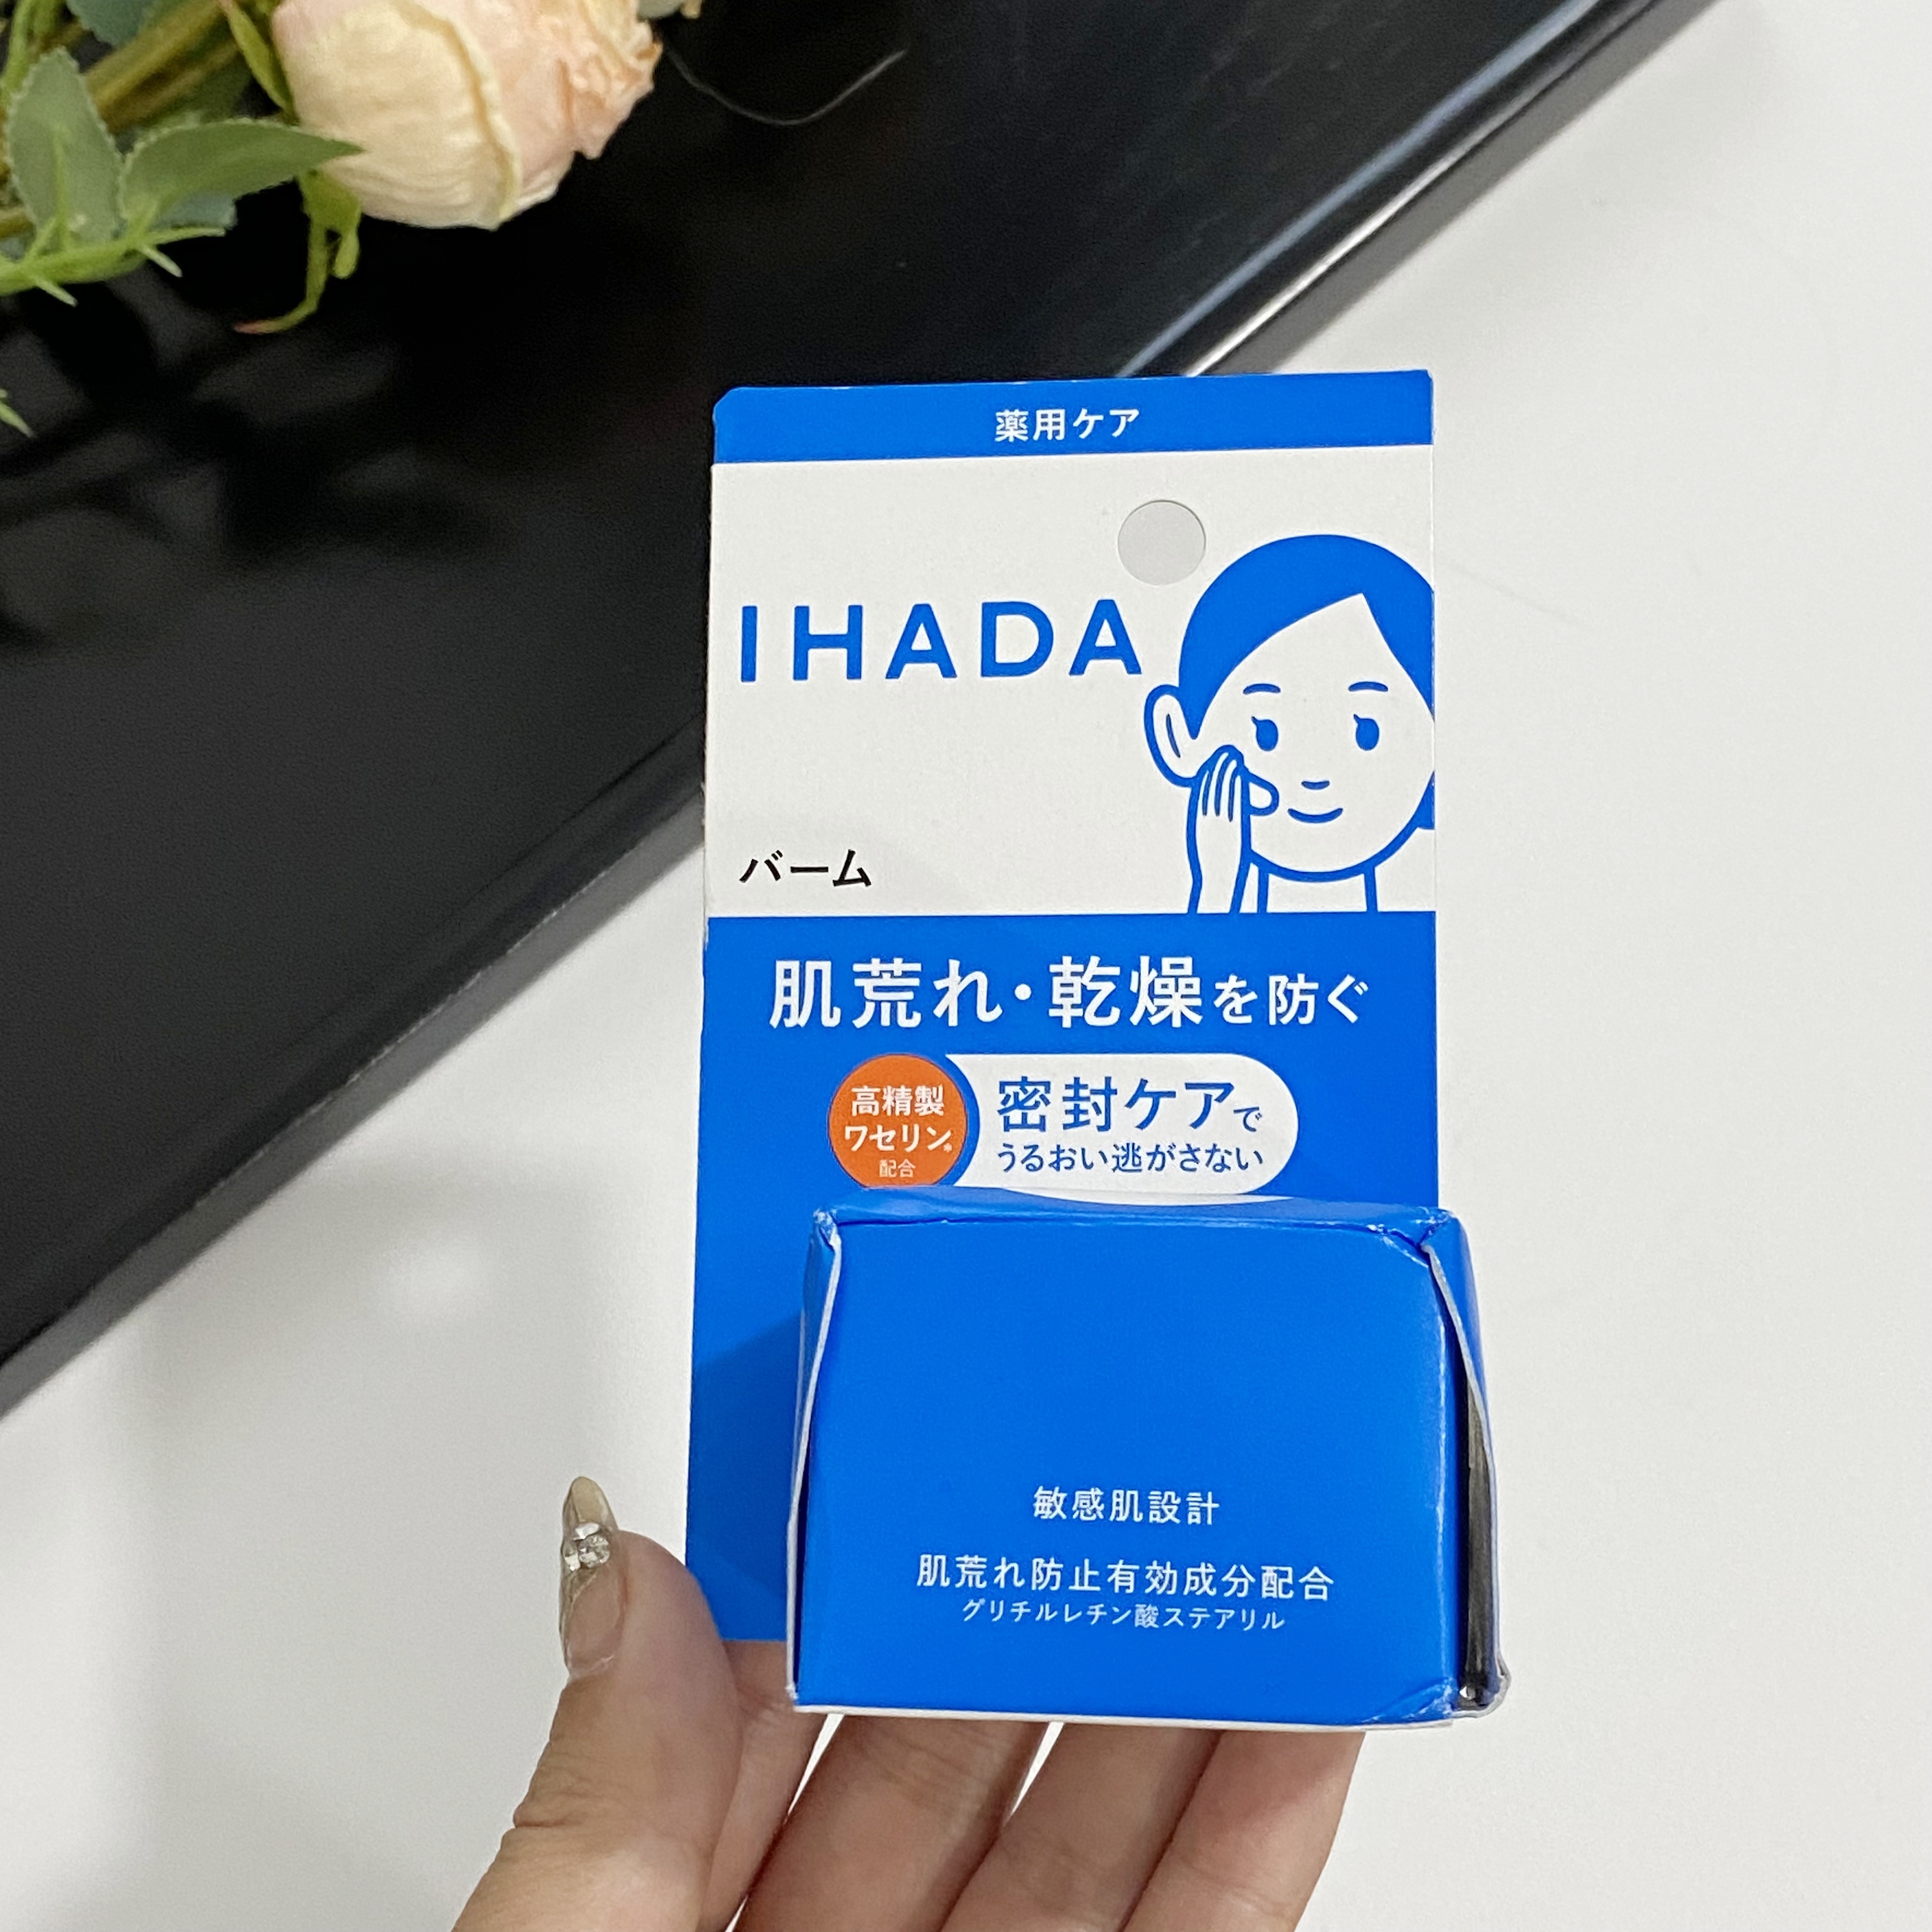 薬用ケア
IHADA
バーム
肌荒れ・乾燥を防ぐ
高精製
ワセリン※
配合
密封ケアで
うるおい逃がさない
敏感肌設計
肌荒れ防止有効成分配合
グリチルレチン酸ステアリル